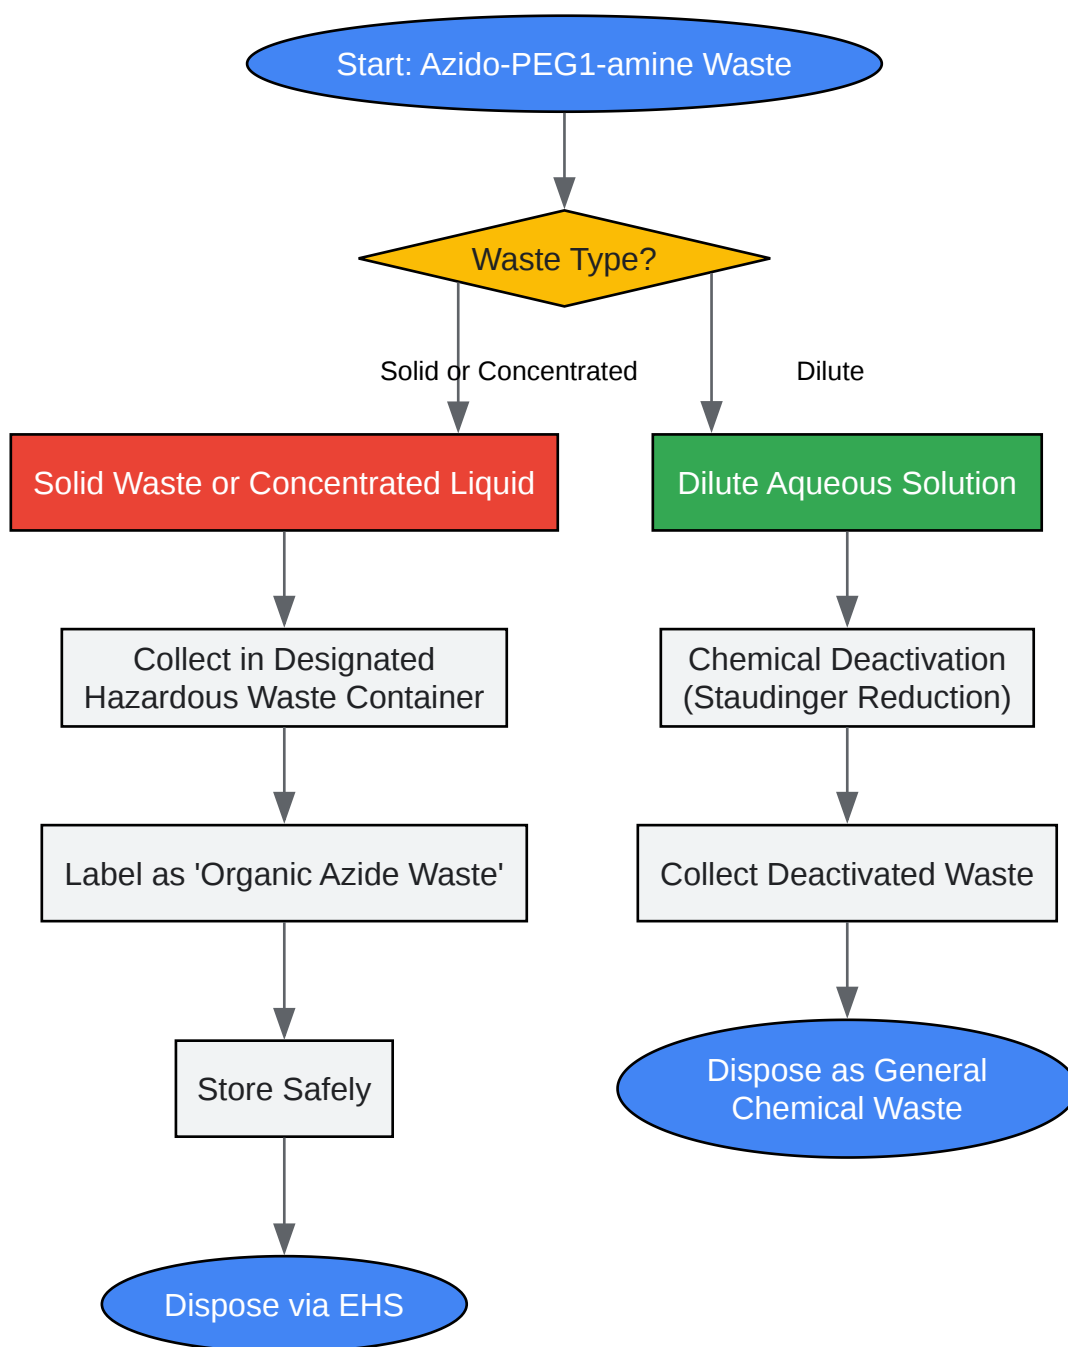 Start: Azido-PEG1-amine Waste
Waste Type?
Solid or Concentrated
Dilute
Solid Waste or Concentrated Liquid
Dilute Aqueous Solution
Collect in Designated
Hazardous Waste Container
Chemical Deactivation
(Staudinger Reduction)
Label as 'Organic Azide Waste'
Collect Deactivated Waste
Store Safely
Dispose as General
Chemical Waste
Dispose via EHS